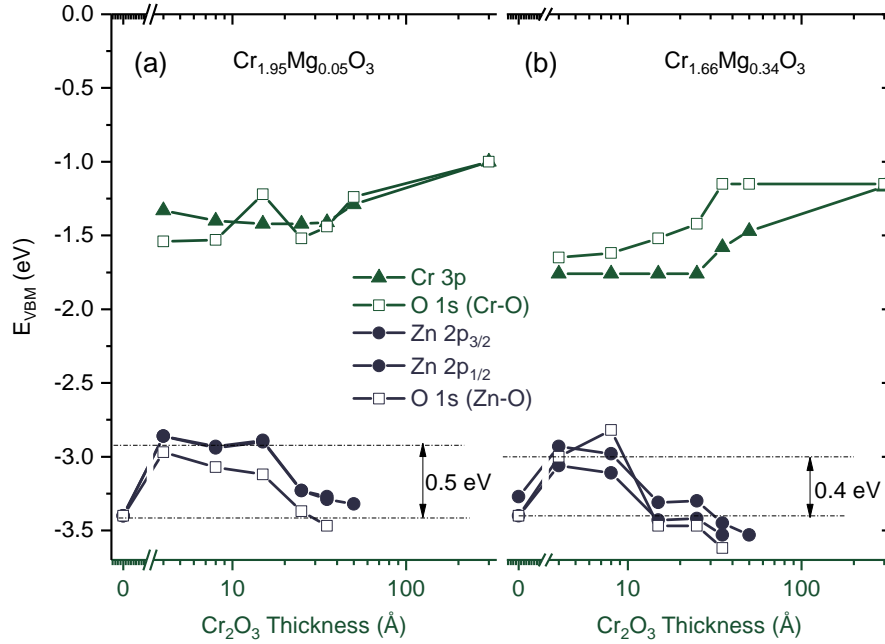 0.0
-0.5
-1.0
-1.5
-2.0
-2.5
-3.0
-3.5
E_VBM (eV)
(a)
Cr1.95Mg0.05O3
(b)
Cr1.66Mg0.34O3
Cr 3p
O 1s (Cr-O)
Zn 2p3/2
Zn 2p1/2
O 1s (Zn-O)
0.5 eV
0.4 eV
0 10 100
0 10 100
Cr2O3 Thickness (Å)
Cr2O3 Thickness (Å)